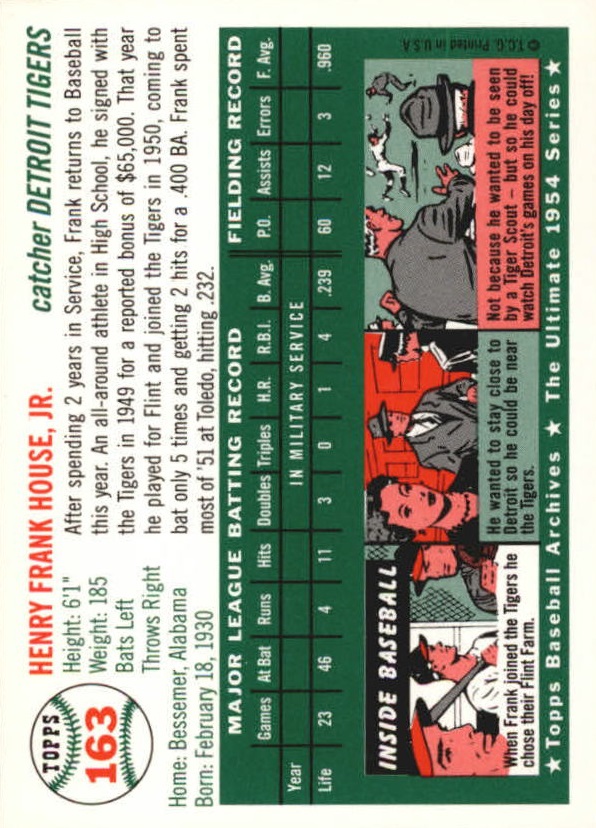 TOPPS
163
HENRY FRANK HOUSE, JR.
catcher DETROIT TIGERS
Height: 6'1"
Weight: 185
Bats Left
Throws Right
Home: Bessemer, Alabama
Born: February 18, 1930
After spending 2 years in Service, Frank returns to Baseball
this year. An all-around athlete in High School, he signed with
the Tigers in 1949 for a reported bonus of $65,000. That year
he played for Flint and joined the Tigers in 1950, coming to
bat only 5 times and getting 2 hits for a .400 BA. Frank spent
most of '51 at Toledo, hitting .232.
MAJOR LEAGUE BATTING RECORD FIELDING RECORD
Games At Bat Runs Hits Doubles Triples H.R. R.B.I. B. Avg. P.O. Assists Errors F. Avg.
Year IN MILITARY SERVICE
Life 23 46 4 11 3 0 1 4 .239 60 12 3 .960
INSIDE BASEBALL
When Frank joined the Tigers he
chose their Flint Farm.
He wanted to stay close to
Detroit so he could be near
the Tigers.
Not because he wanted to be seen
by a Tiger Scout – but so he could
watch Detroit's games on his day off!
© T.C.G. Printed in U.S.A.
★ Topps Baseball Archives ★ The Ultimate 1954 Series ★